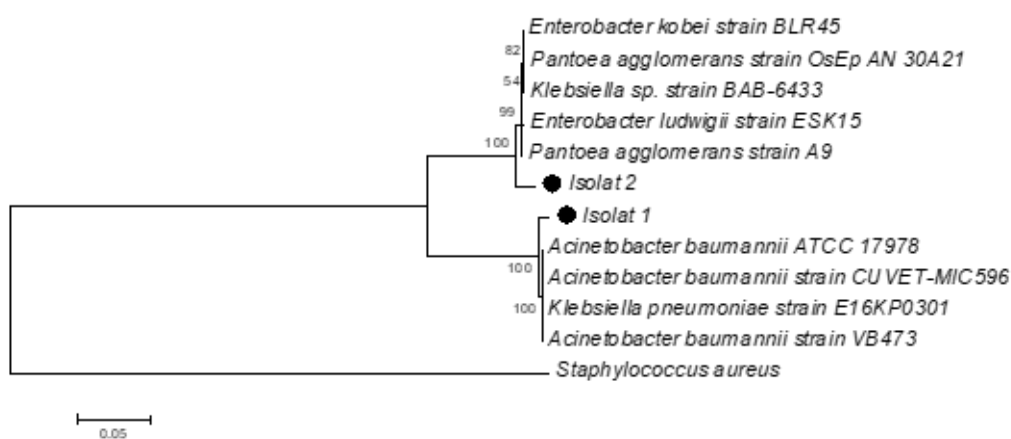 Enterobacter kobei strain BLR45
82
Pantoea agglomerans strain OsEp AN 30A21
54
Klebsiella sp. strain BAB-6433
99
Enterobacter ludwigii strain ESK15
100
Pantoea agglomerans strain A9
Isolat 2
Isolat 1
Acinetobacter baumannii ATCC 17978
100
Acinetobacter baumannii strain CU VET-MIC596
Klebsiella pneumoniae strain E16KP0301
100
Acinetobacter baumannii strain VB473
Staphylococcus aureus
0.05